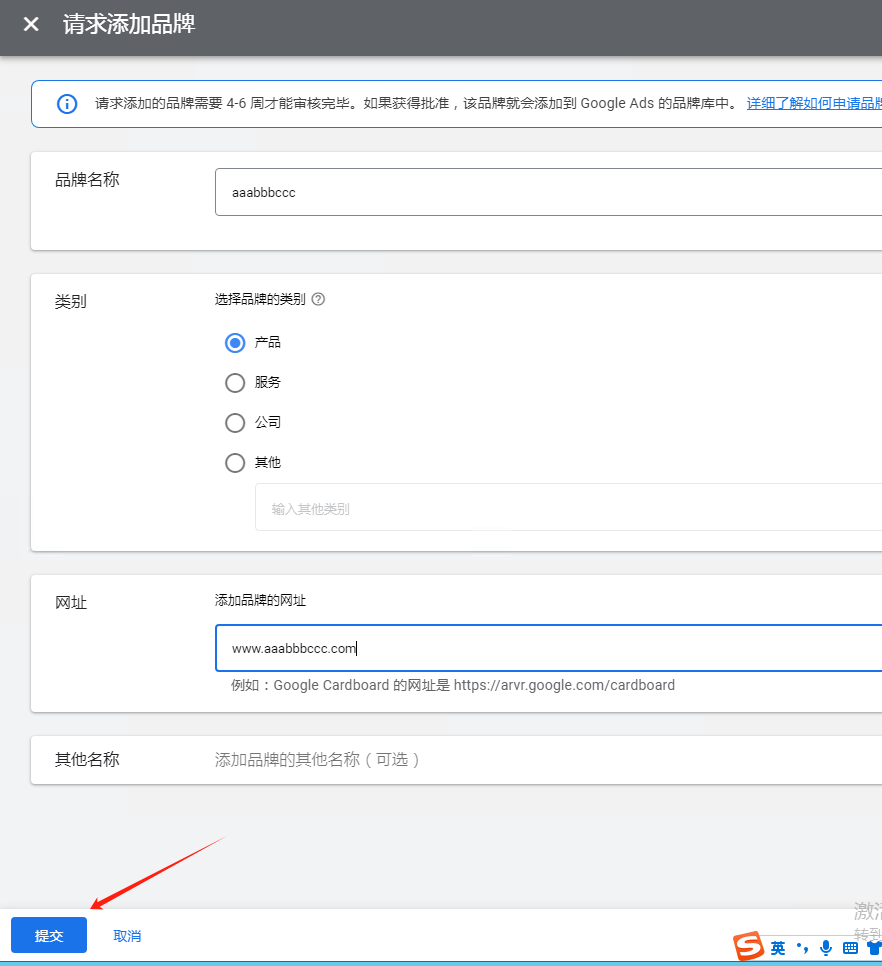 请求添加品牌
请求添加的品牌需要 4-6 周才能审核完毕。如果获得批准，该品牌就会添加到 Google Ads 的品牌库中。 详细了解如何申请品牌
品牌名称
aaabbbccc
类别
选择品牌的类别
产品
服务
公司
其他
输入其他类别
网址
添加品牌的网址
www.aaabbbccc.com
例如：Google Cardboard 的网址是 https://arvr.google.com/cardboard
其他名称
添加品牌的其他名称（可选）
激活
转到
提交
取消
英